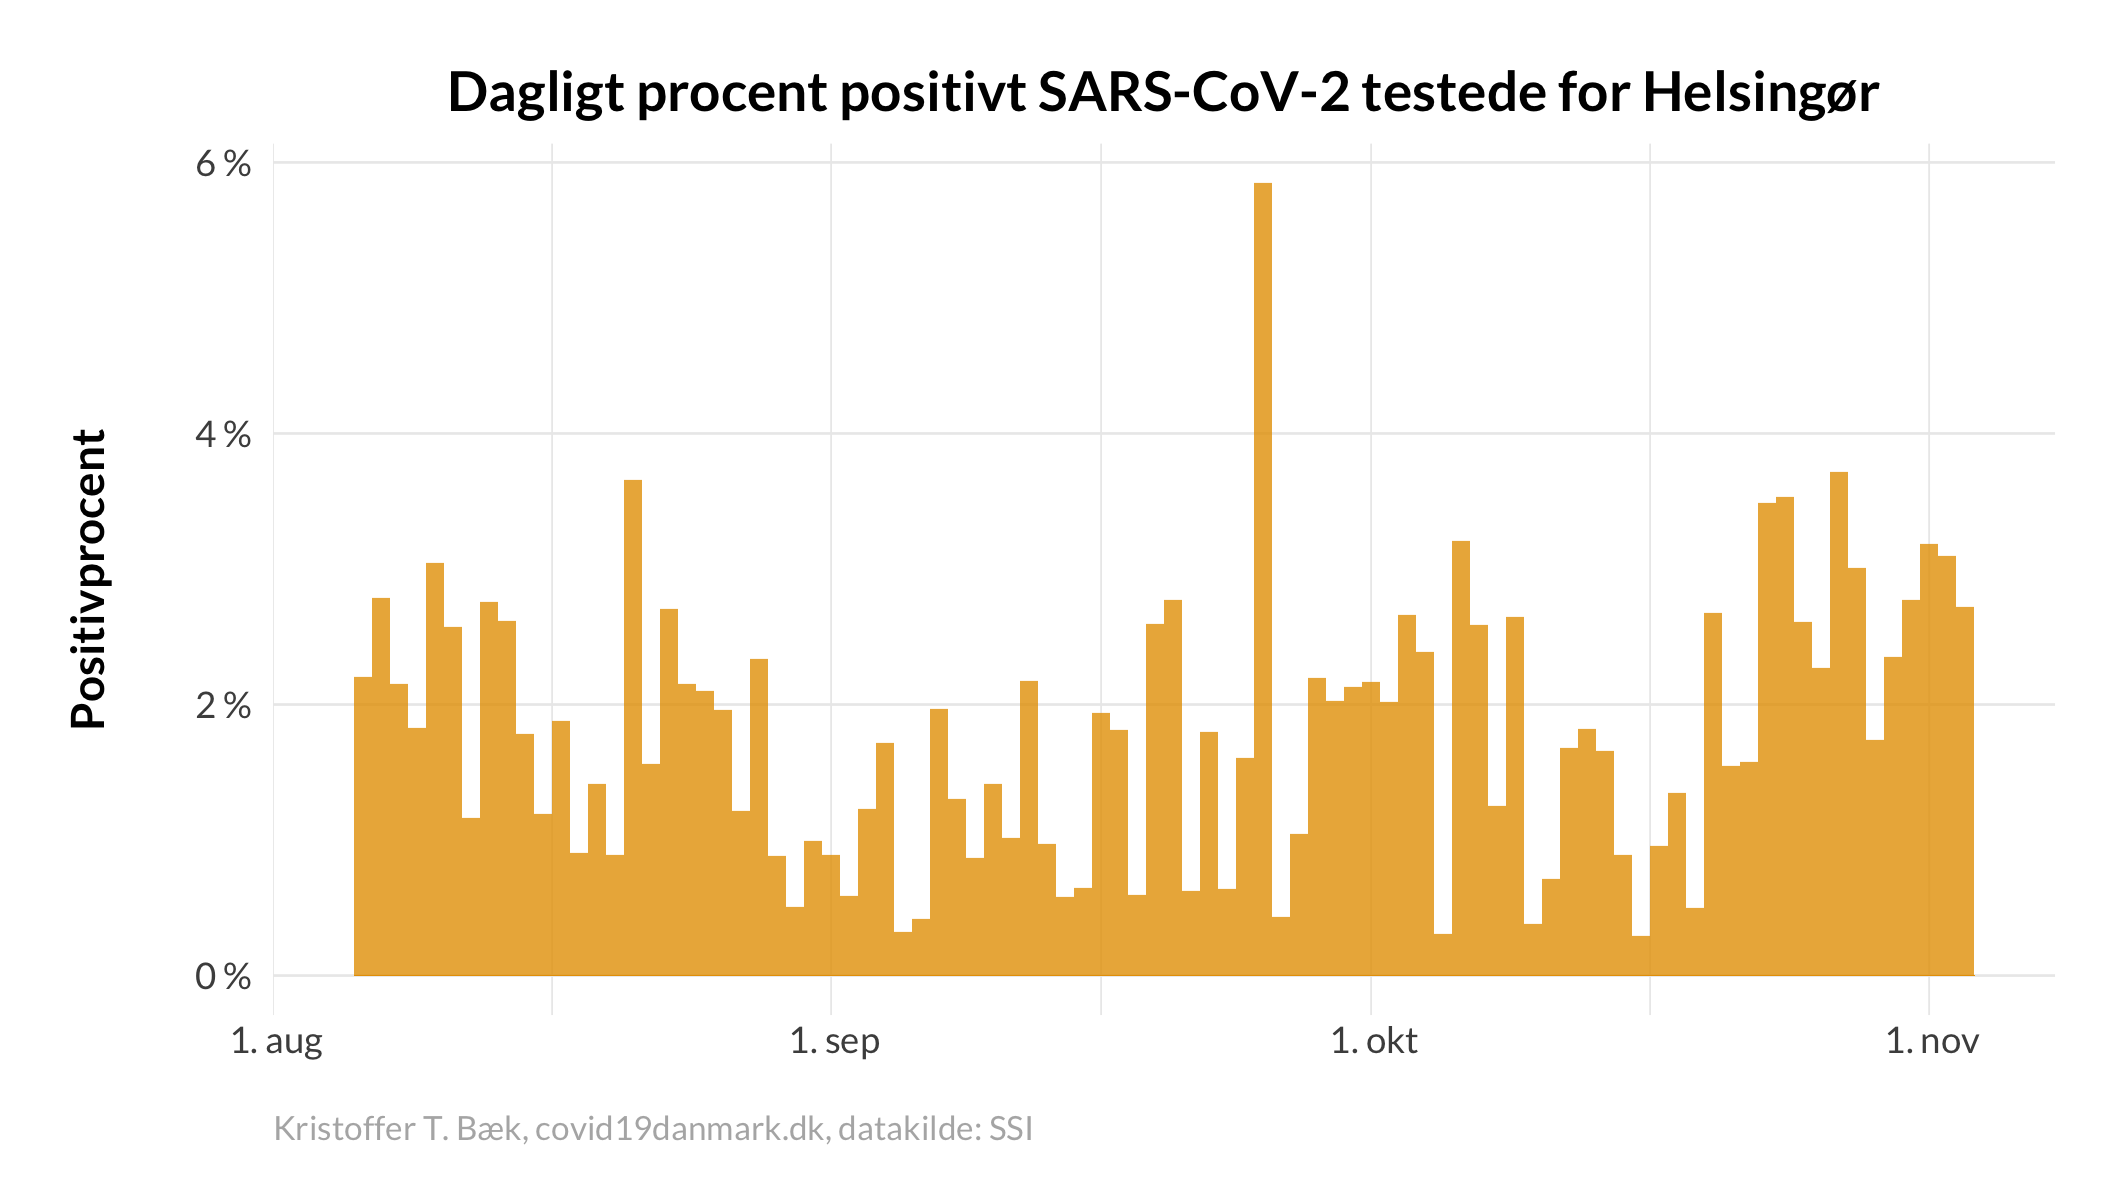 Dagligt procent positivt SARS-CoV-2 testede for Helsingør
Positivprocent
6 %
4 %
2 %
0 %
1. aug
1. sep
1. okt
1. nov
Kristoffer T. Bæk, covid19danmark.dk, datakilde: SSI